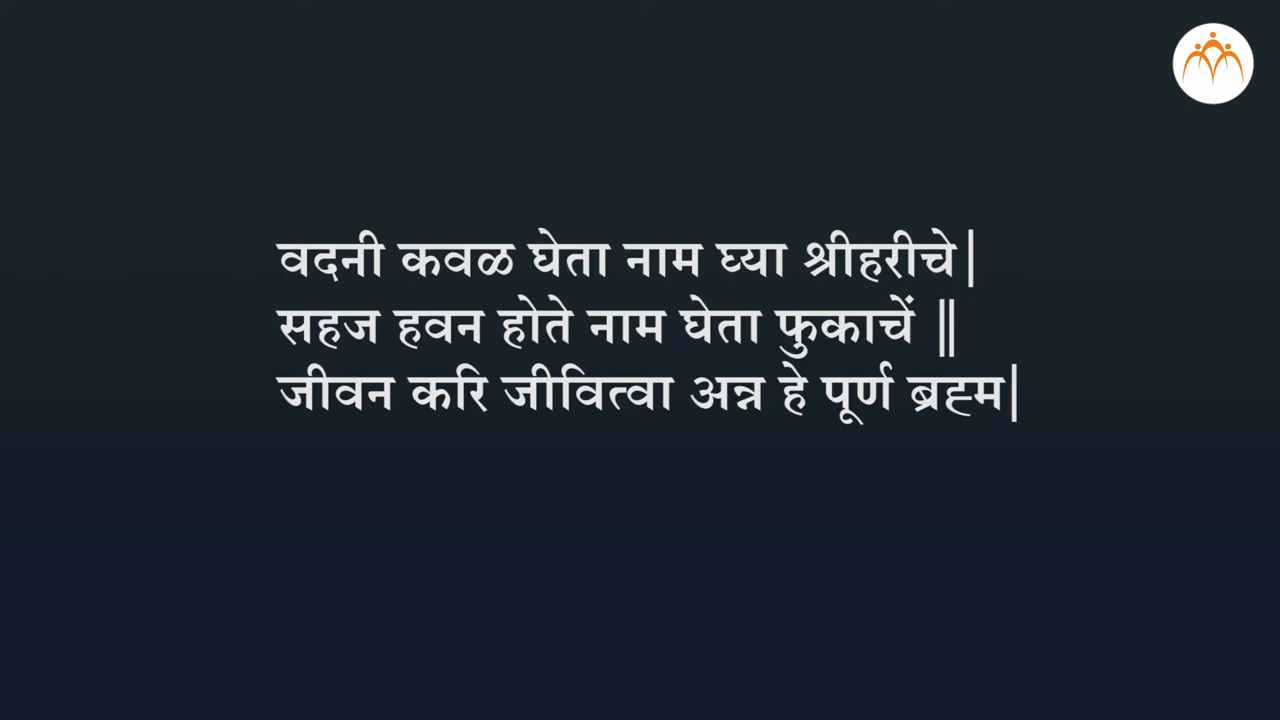 वदनी कवळ घेता नाम घ्या श्रीहरीचे|
सहज हवन होते नाम घेता फुकाचें ||
जीवन करि जीवित्वा अन्न हे पूर्ण ब्रह्म|